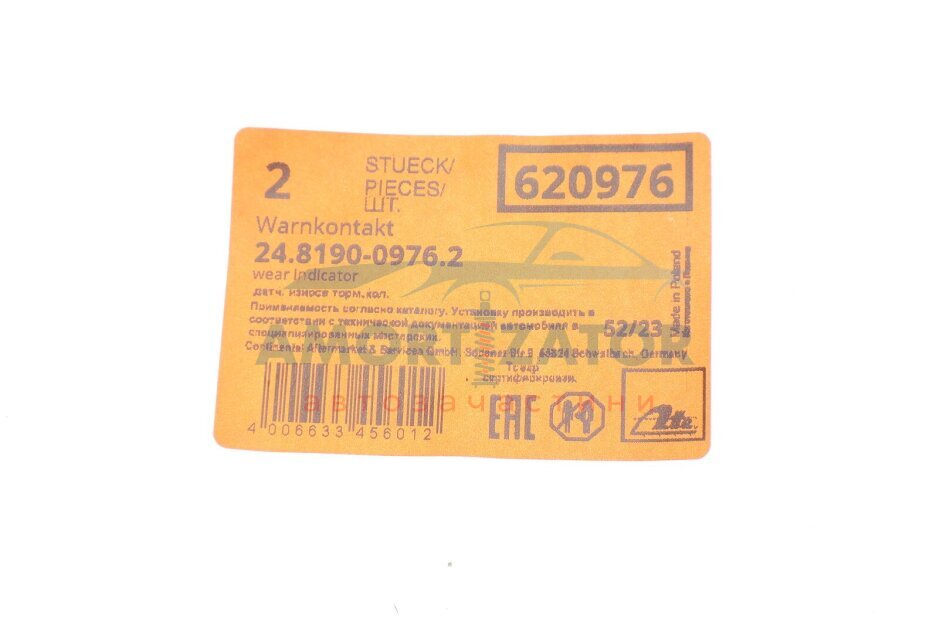 2
STUECK/
PIECES/
ШТ.
620976
Warnkontakt
24.8190-0976.2
wear Indicator
датч. износа торм.кол.
Применяемость согласно каталогу. Установку производить в
соответствии с технической документацией автомобиля в
специализированных мастерских.
Continental Aftermarket & Services GmbH, Sodener Str.9, 65824 Schwalbach, Germany
52/23
Made in Poland
Изготовлено в Польше
сертифицирован.
AMORTIZATOR
автозапчастини
4 006633 456012
EAC
Ate